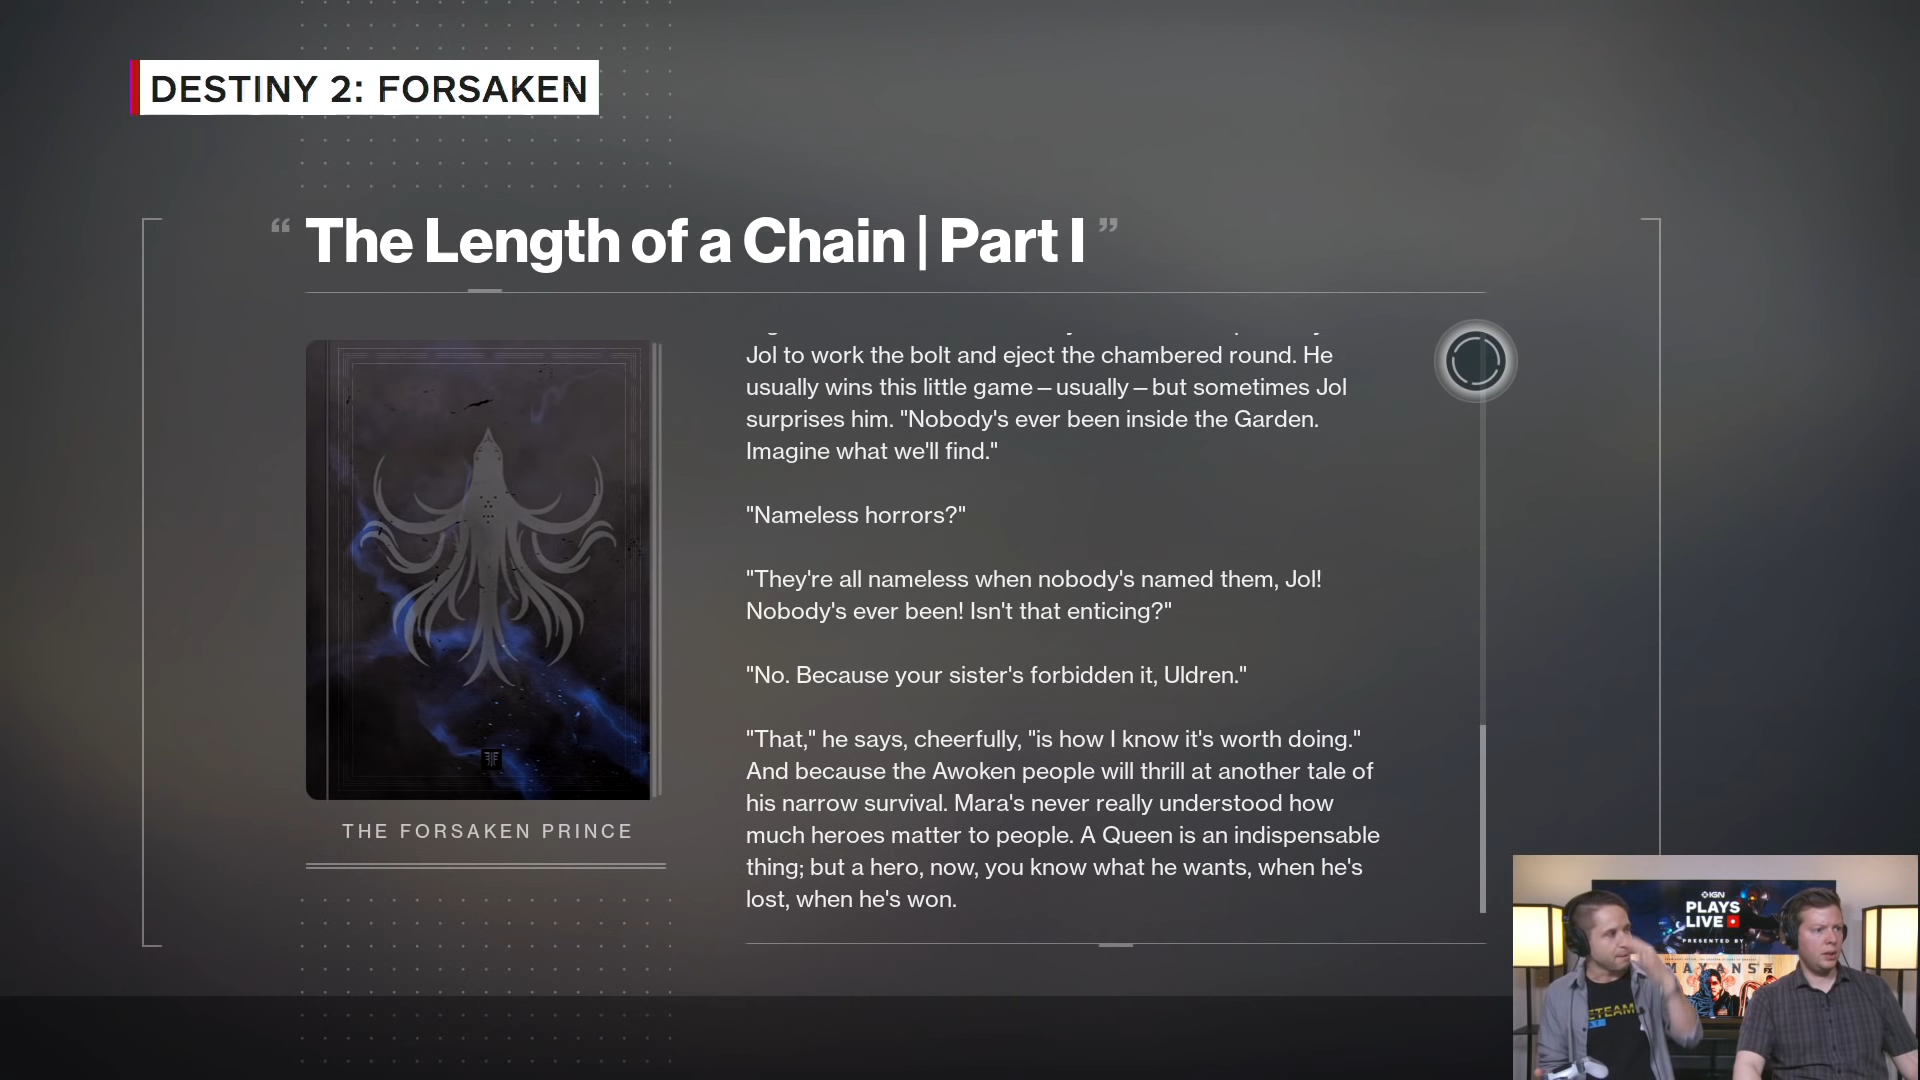 DESTINY 2: FORSAKEN
“ The Length of a Chain | Part I ”
Jol to work the bolt and eject the chambered round. He
usually wins this little game—usually—but sometimes Jol
surprises him. "Nobody's ever been inside the Garden.
Imagine what we'll find."
"Nameless horrors?"
"They're all nameless when nobody's named them, Jol!
Nobody's ever been! Isn't that enticing?"
"No. Because your sister's forbidden it, Uldren."
"That," he says, cheerfully, "is how I know it's worth doing."
And because the Awoken people will thrill at another tale of
his narrow survival. Mara's never really understood how
much heroes matter to people. A Queen is an indispensable
thing; but a hero, now, you know what he wants, when he's
lost, when he's won.
THE FORSAKEN PRINCE
IGN
PLAYS
LIVE
PRESENTED BY
MAYANS
FX
ETEAM